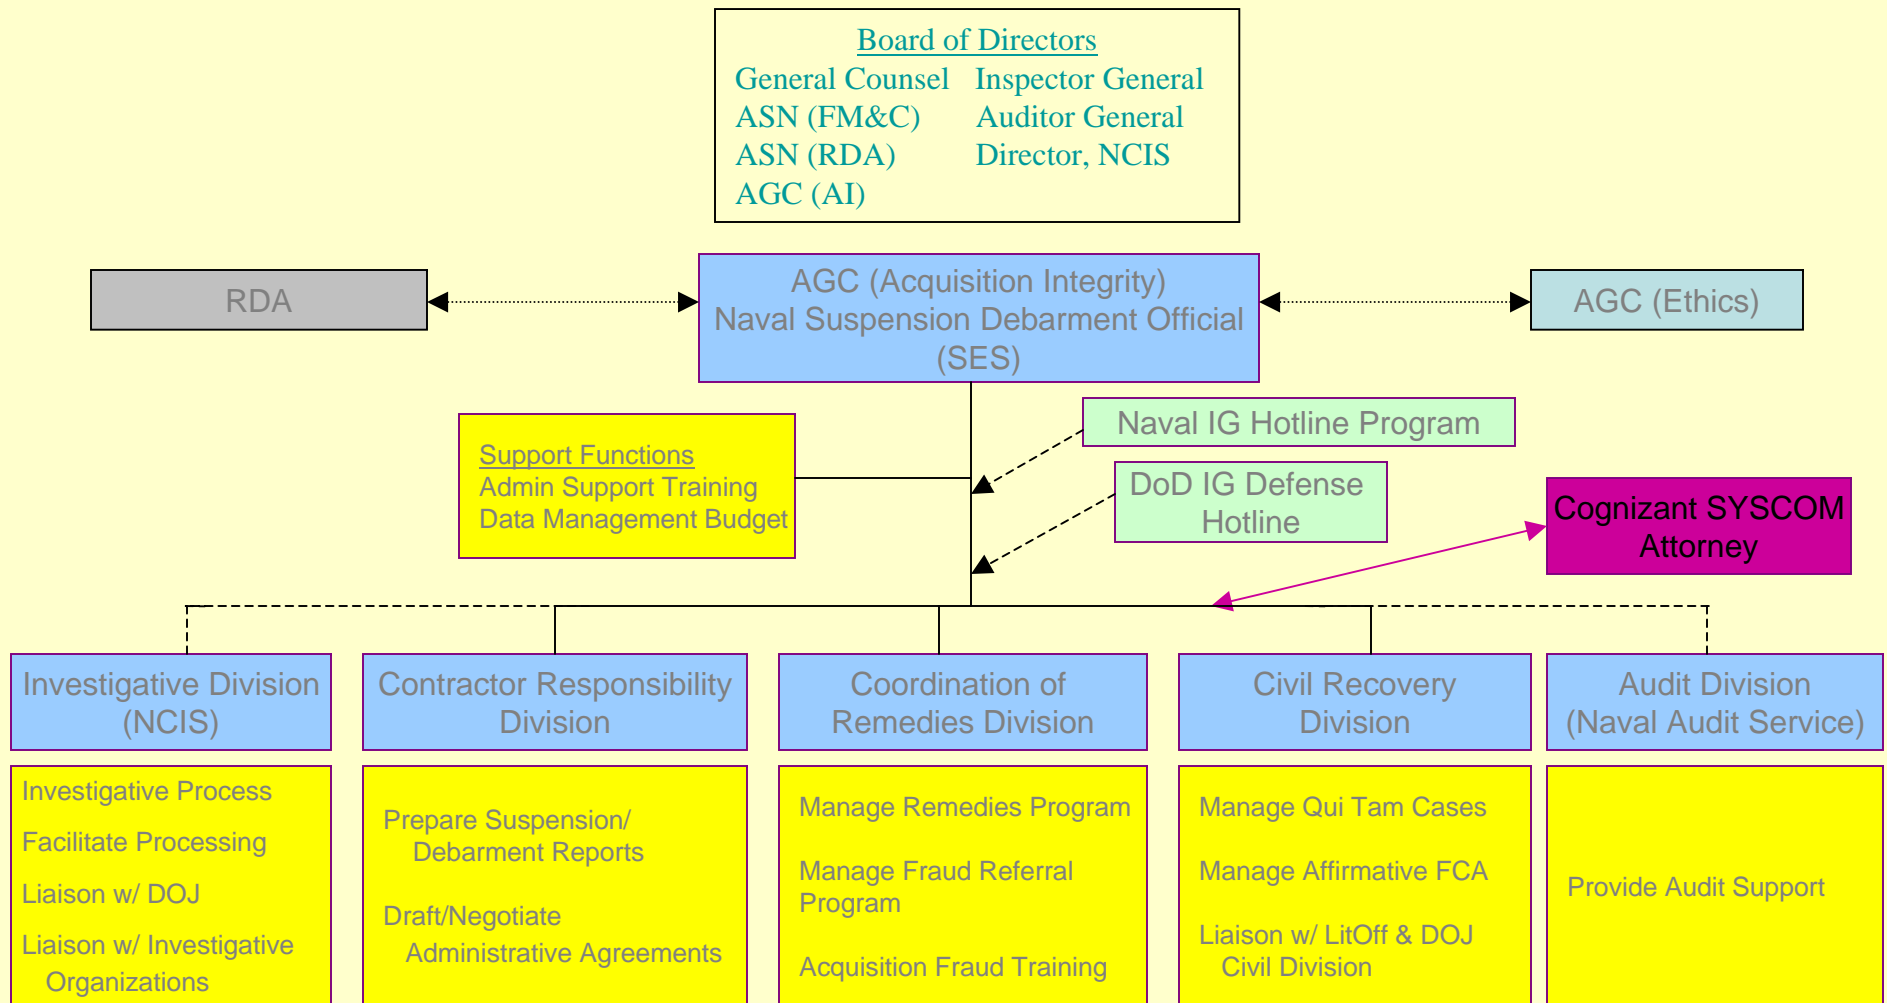 Board of Directors
General Counsel Inspector General
ASN (FM&C) Auditor General
ASN (RDA) Director, NCIS
AGC (AI)
RDA
AGC (Acquisition Integrity)
Naval Suspension Debarment Official
(SES)
AGC (Ethics)
Support Functions
Admin Support Training
Data Management Budget
Naval IG Hotline Program
DoD IG Defense
Hotline
Cognizant SYSCOM
Attorney
Investigative Division
(NCIS)
Contractor Responsibility
Division
Coordination of
Remedies Division
Civil Recovery
Division
Audit Division
(Naval Audit Service)
Investigative Process
Facilitate Processing
Liaison w/ DOJ
Liaison w/ Investigative
Organizations
Prepare Suspension/
Debarment Reports
Draft/Negotiate
Administrative Agreements
Manage Remedies Program
Manage Fraud Referral
Program
Acquisition Fraud Training
Manage Qui Tam Cases
Manage Affirmative FCA
Liaison w/ LitOff & DOJ
Civil Division
Provide Audit Support